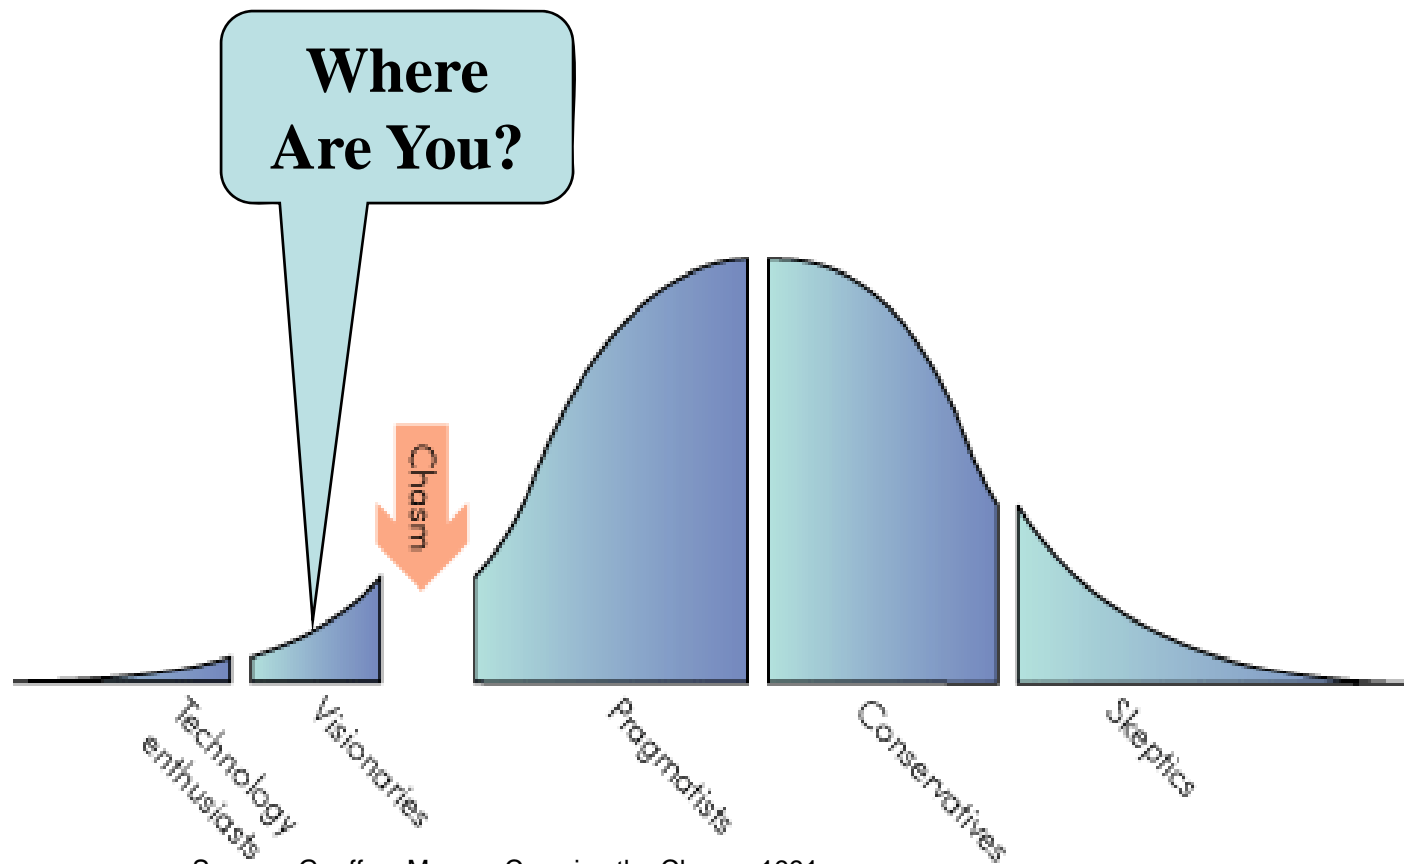 Where
Are You?
Chasm
Technology
enthusiasts
Visionaries
Pragmatists
Conservatives
Skeptics